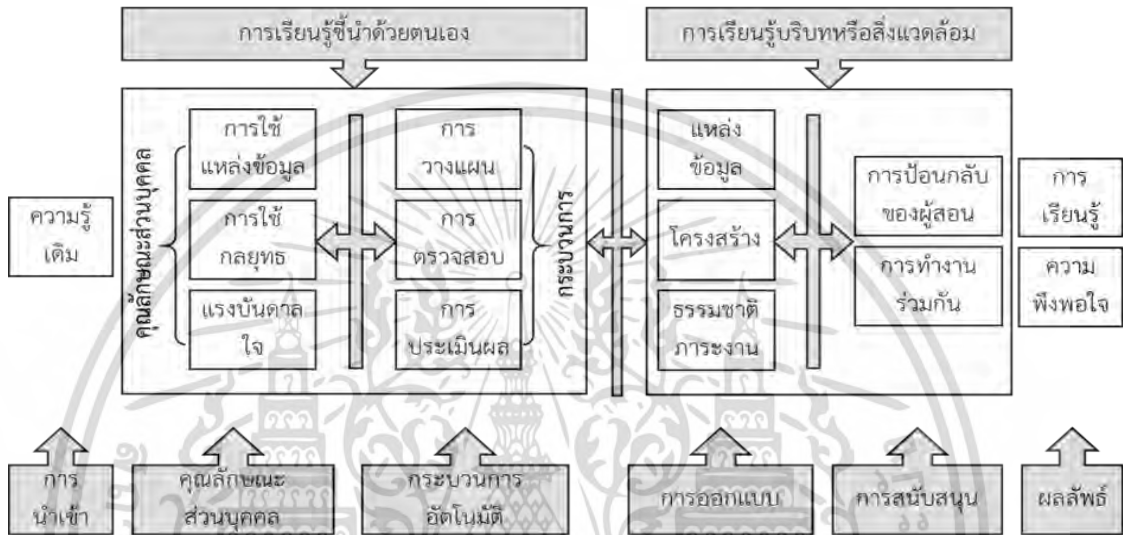 การเรียนรู้ชี้นำด้วยตนเอง
การเรียนรู้บริบทหรือสิ่งแวดล้อม
ความรู้
เดิม
คุณลักษณะส่วนบุคคล
การใช้
แหล่งข้อมูล
การใช้
กลยุทธ
แรงบันดาล
ใจ
การ
วางแผน
การ
ตรวจสอบ
การ
ประเมินผล
กระบวนการ
แหล่ง
ข้อมูล
โครงสร้าง
ธรรมชาติ
ภาระงาน
การป้อนกลับ
ของผู้สอน
การทำงาน
ร่วมกัน
การ
เรียนรู้
ความ
พึงพอใจ
การ
นำเข้า
คุณลักษณะ
ส่วนบุคคล
กระบวนการ
อัตโนมัติ
การออกแบบ
การสนับสนุน
ผลลัพธ์